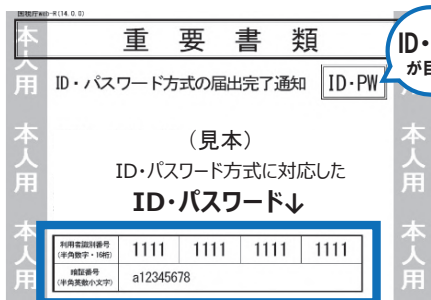 国税庁web-R(14.0.0)
重要書類
ID・
が目
ID・パスワード方式の届出完了通知 ID・PW
(見本)
ID・パスワード方式に対応した
ID・パスワード↓
利用者識別番号
(半角数字・16桁)
1111 1111 1111 1111
暗証番号
(半角英数小文字)
a12345678
本人用
本人用
本人用
本人用
本人用